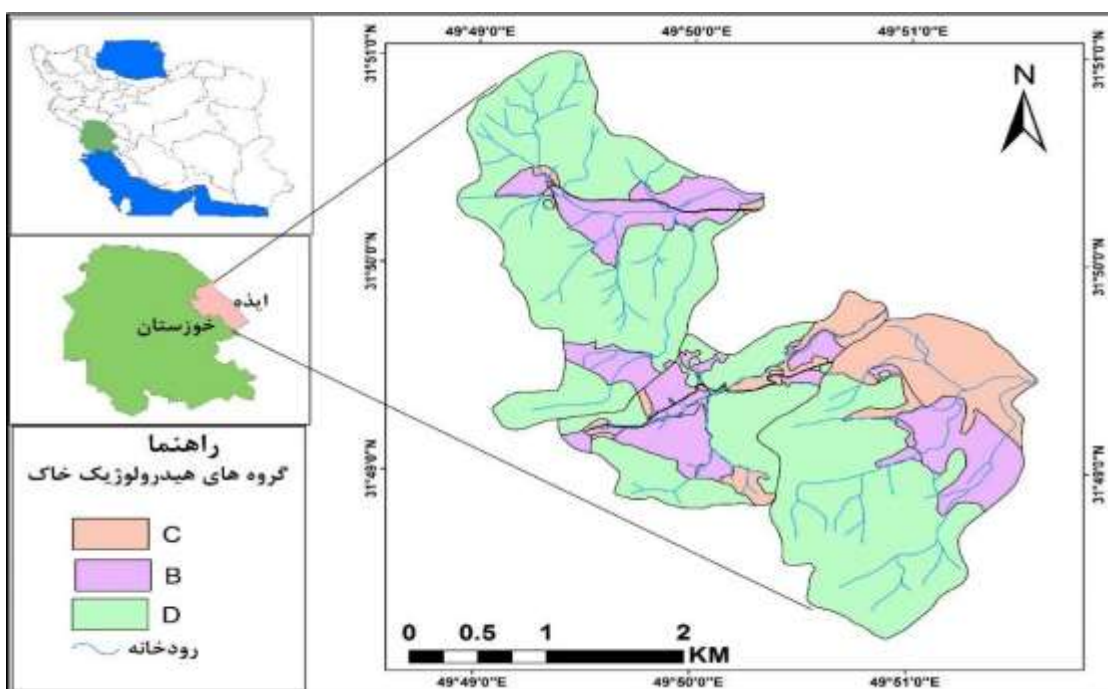 49°49'0"E 49°50'0"E 49°51'0"E
31°51'0"N 31°51'0"N
N
31°50'0"N 31°50'0"N
ایذه
خوزستان
راهنما
گروه های هیدرولوژیک خاک
C
B
D
رودخانه
31°49'0"N 31°49'0"N
0 0.5 1 2
KM
49°49'0"E 49°50'0"E 49°51'0"E